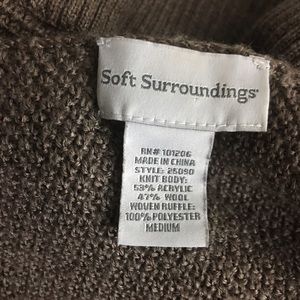 Soft Surroundings
RN# 101206
MADE IN CHINA
STYLE: 25090
KNIT BODY:
53% ACRYLIC
47% WOOL
WOVEN RUFFLE:
100% POLYESTER
MEDIUM